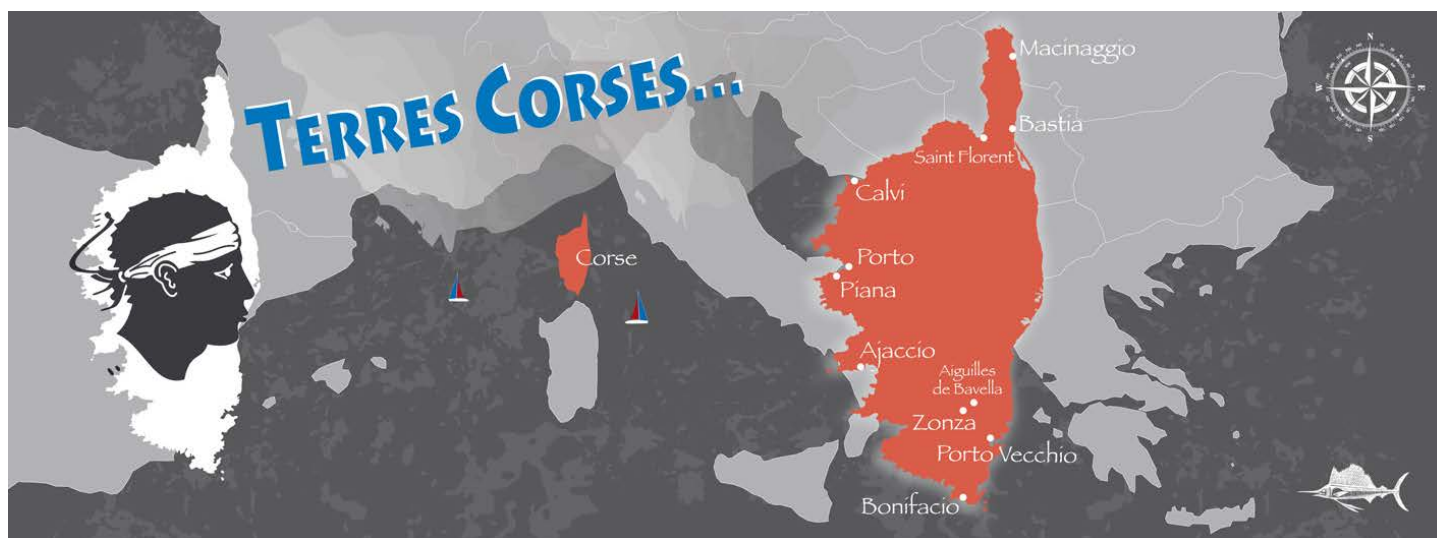 TERRES CORSES...
Macinaggio
N
W
E
S
Bastia
Saint Florent
Calvi
Corse
Porto
Piana
Ajaccio
Aiguilles
de Bavella
Zonza
Porto Vecchio
Bonifacio